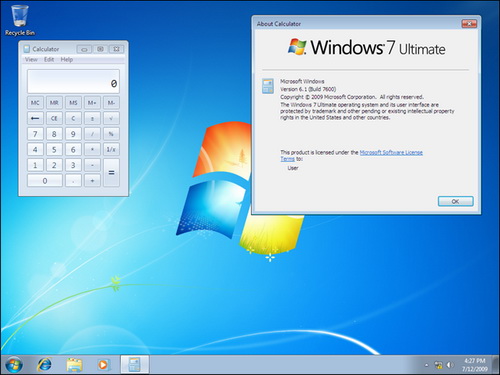 Recycle Bin
Calculator
View Edit Help
0
MC MR MS M+ M-
← CE C ± √
7 8 9 / %
4 5 6 * 1/x
1 2 3 - =
0 . +
About Calculator
Windows 7 Ultimate
Microsoft Windows
Version 6.1 (Build 7600)
Copyright © 2009 Microsoft Corporation. All rights reserved.
The Windows 7 Ultimate operating system and its user interface are
protected by trademark and other pending or existing intellectual property
rights in the United States and other countries.
This product is licensed under the Microsoft Software License
Terms to:
User
OK
4:27 PM
7/12/2009